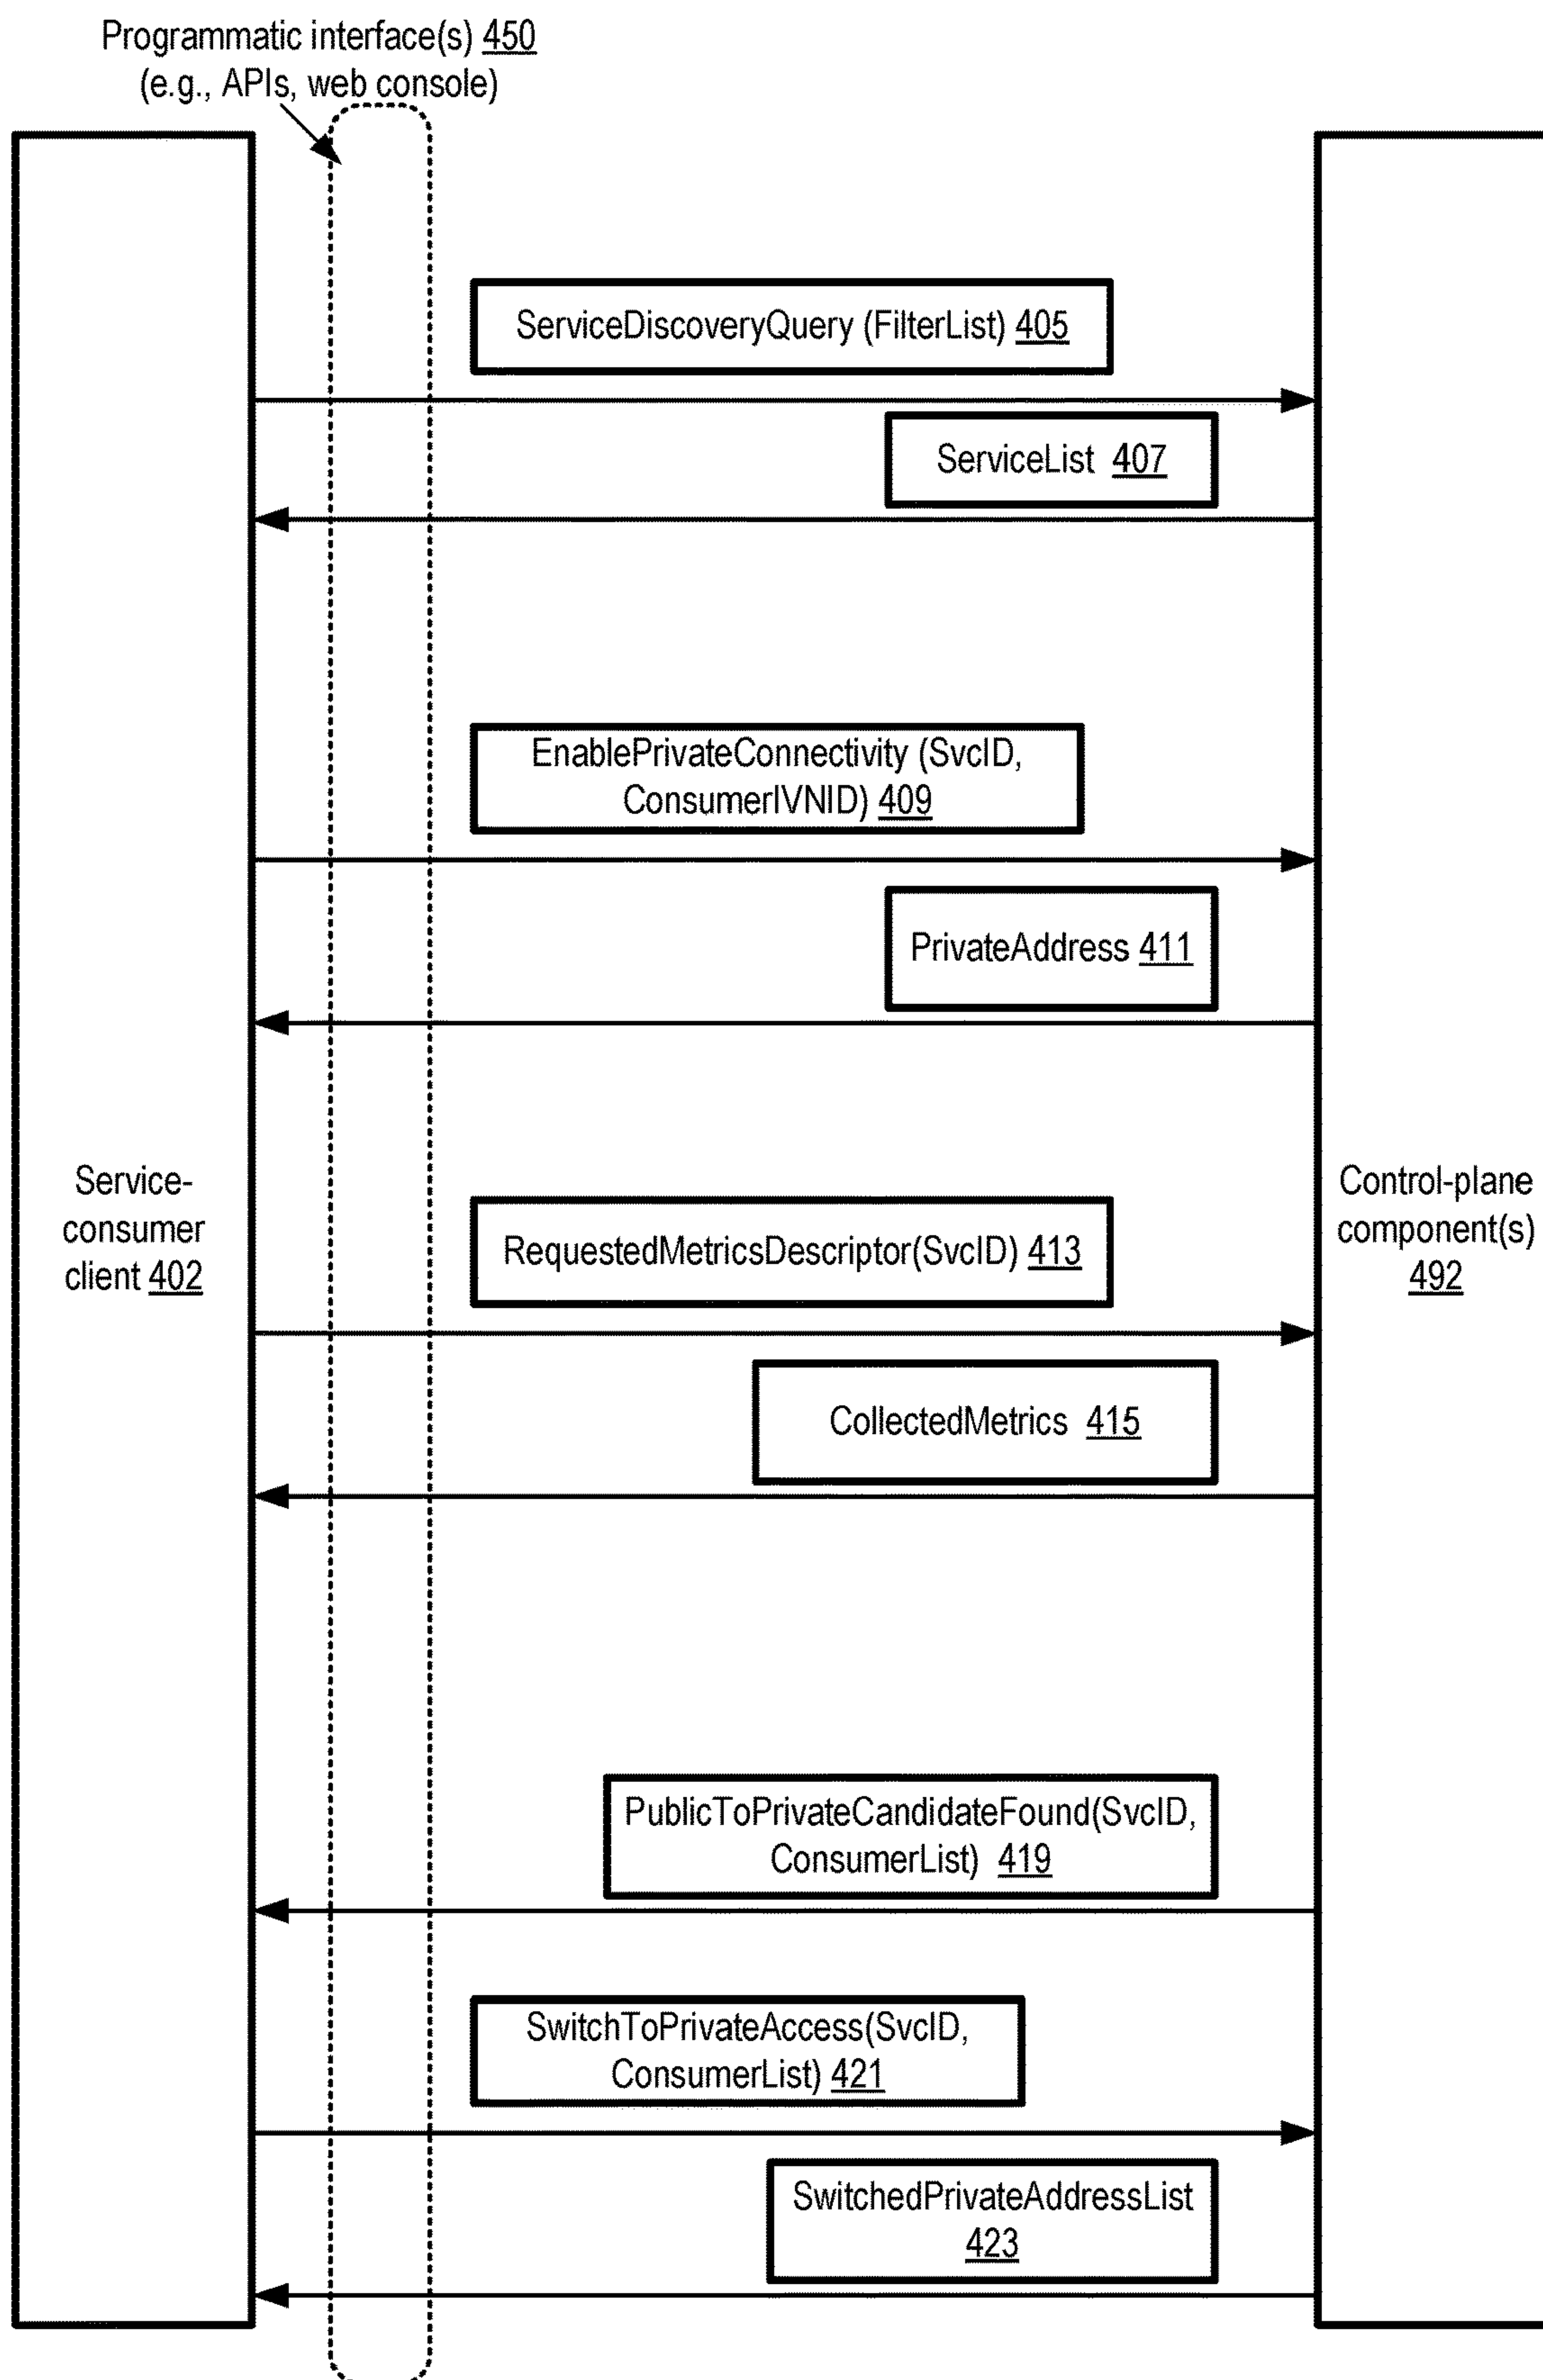 Programmatic interface(s) 450
(e.g., APIs, web console)
ServiceDiscoveryQuery (FilterList) 405
ServiceList 407
EnablePrivateConnectivity (SvcID,
ConsumerIVNID) 409
PrivateAddress 411
Service-
consumer
client 402
Control-plane
component(s)
492
RequestedMetricsDescriptor(SvcID) 413
CollectedMetrics 415
PublicToPrivateCandidateFound(SvcID,
ConsumerList) 419
SwitchToPrivateAccess(SvcID,
ConsumerList) 421
SwitchedPrivateAddressList
423